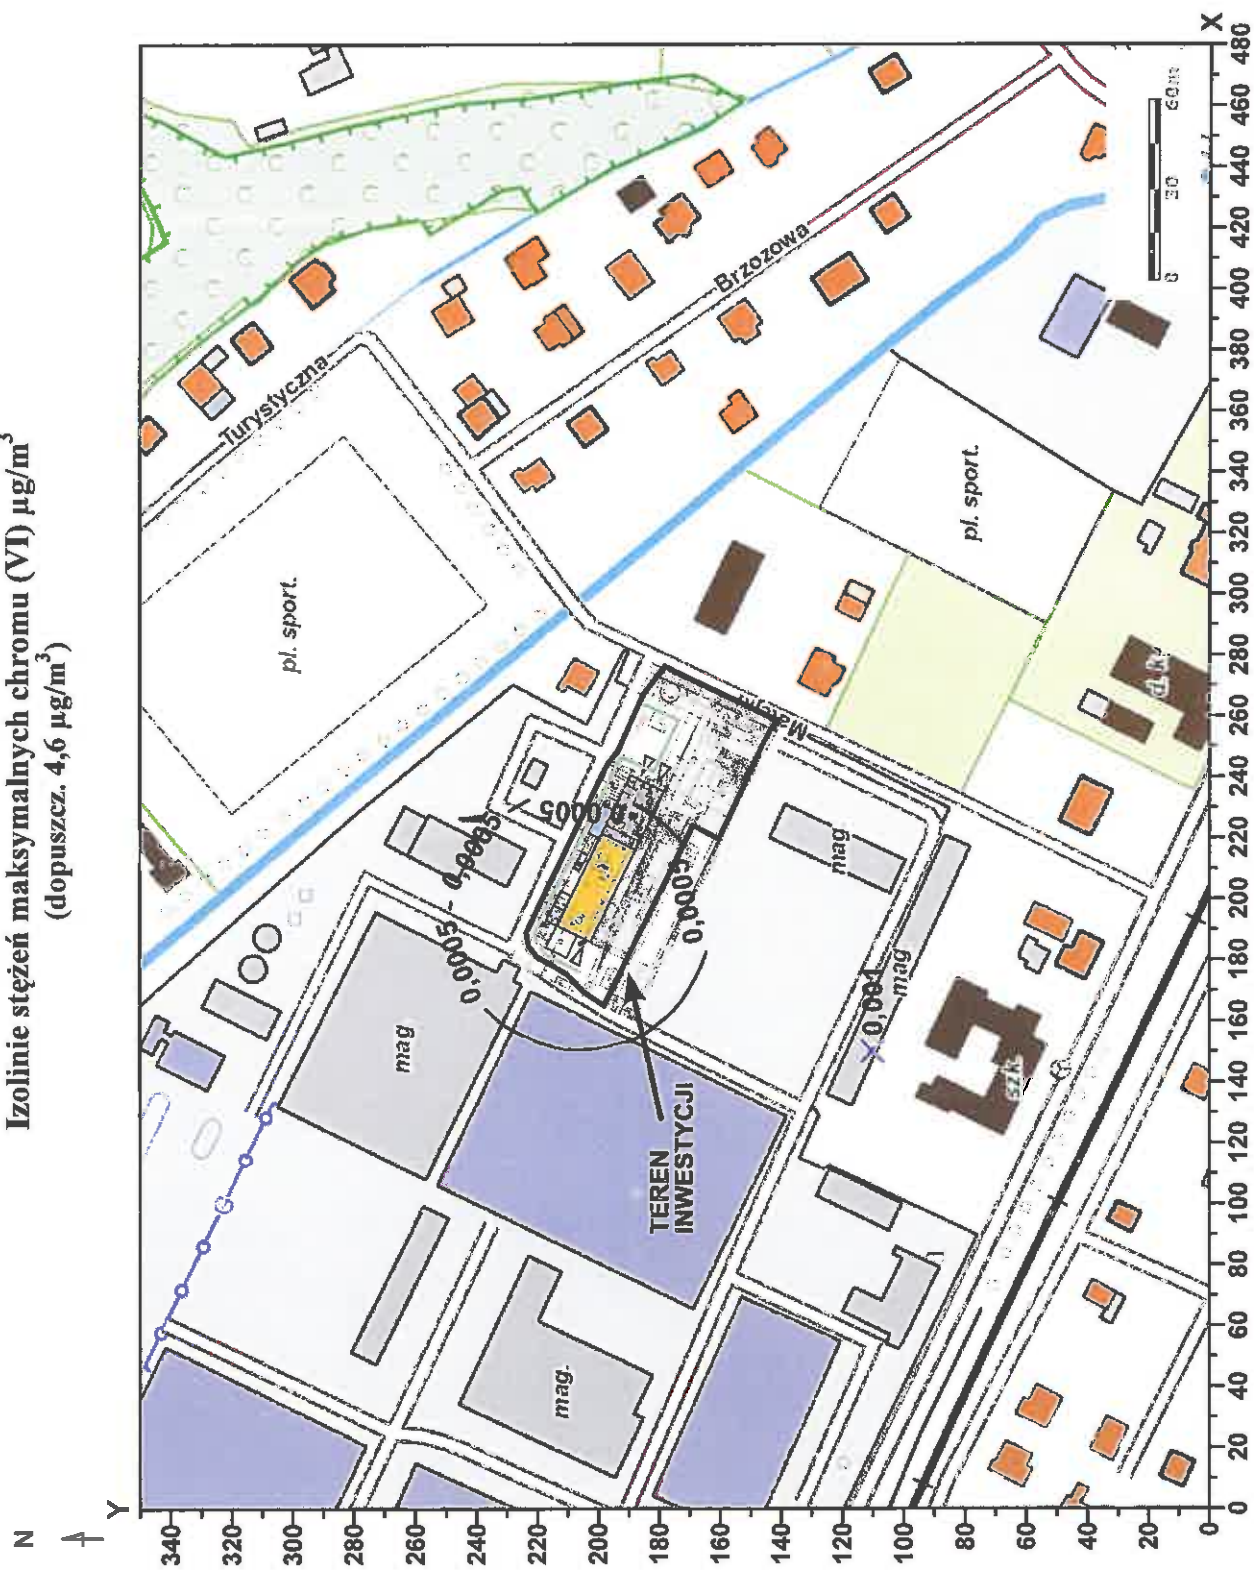 Izolinie stężeń maksymalnych chromu (VI) µg/m³
(dopuszcz. 4,6 µg/m³)
N
Y
X
340
320
300
280
260
240
220
200
180
160
140
120
100
80
60
40
20
0
0 20 40 60 80 100 120 140 160 180 200 220 240 260 280 300 320 340 360 380 400 420 440 460 480
Turystyczna
Brzozowa
pl. sport.
pl. sport.
mag
mag.
mag
mag
szk.
d. k.
0,0005
0,0005
0,0005
0,0005
0,001
TEREN
INWESTYCJI
0 30 60m